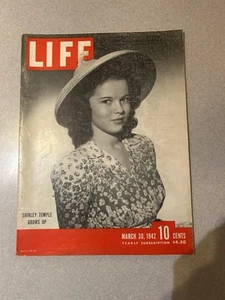 LIFE
SHIRLEY TEMPLE
GROWS UP
MARCH 30, 1942 10 CENTS
YEARLY SUBSCRIPTION $4.50